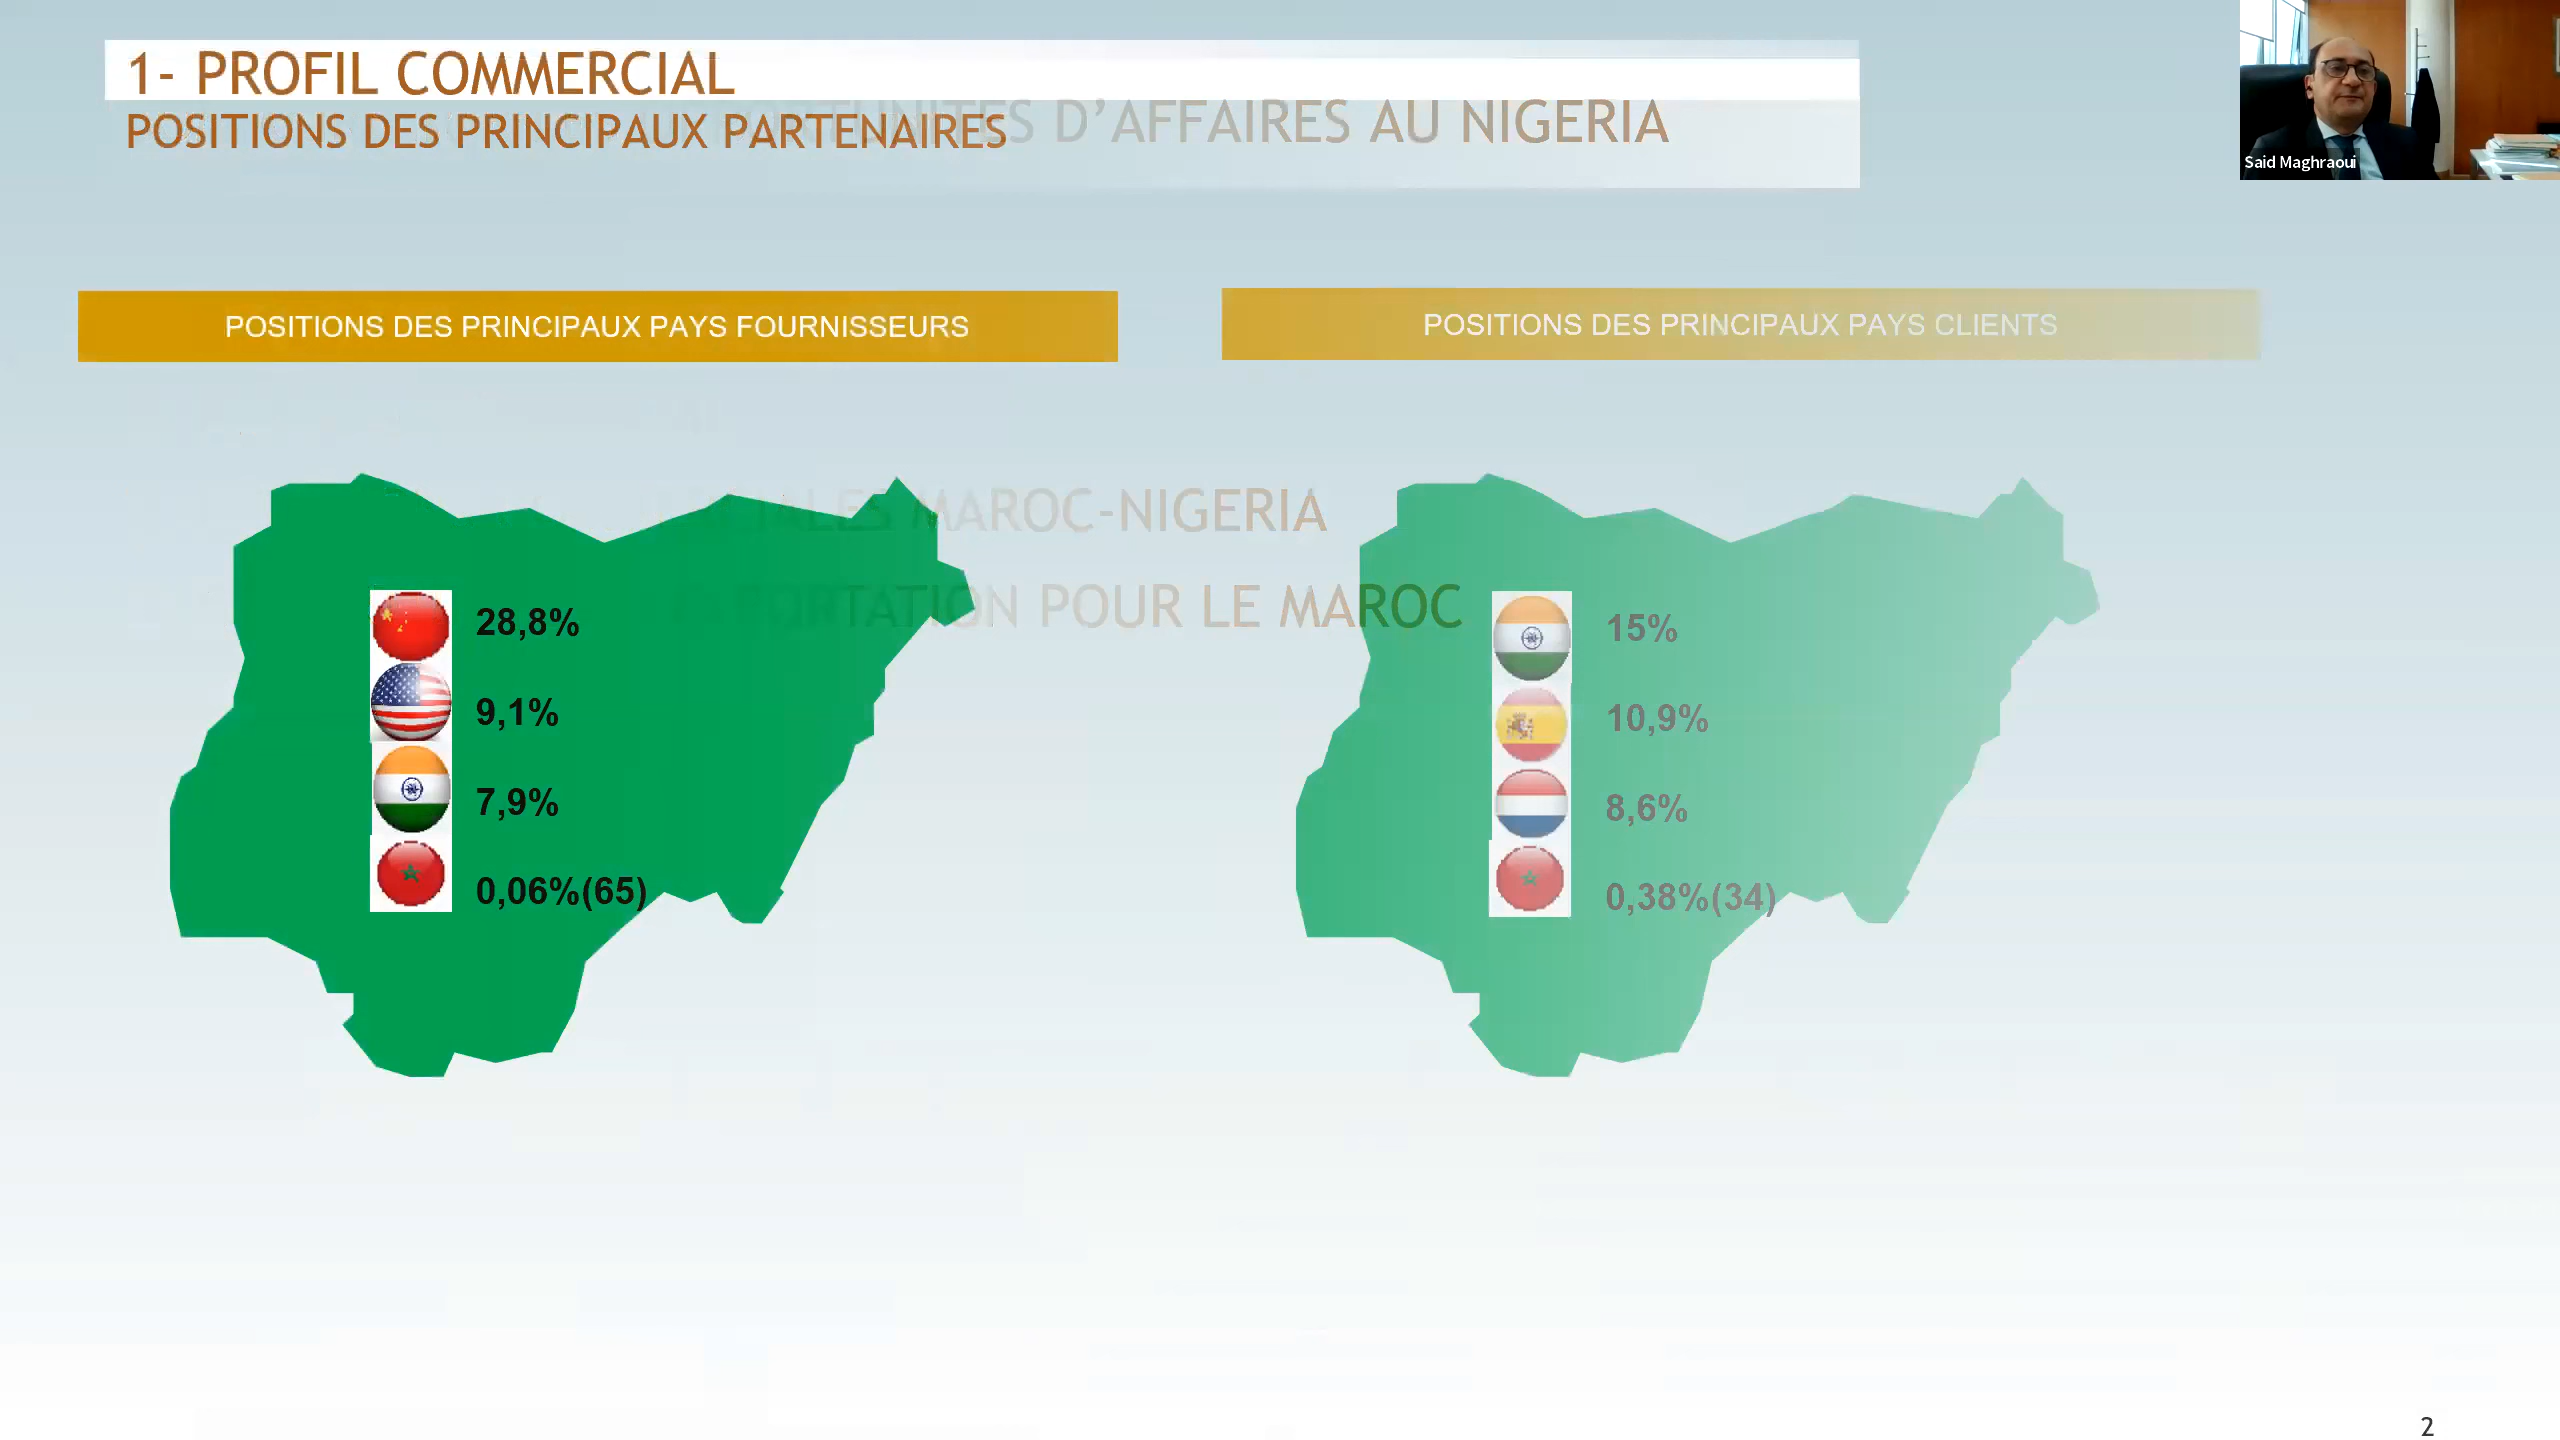 1- PROFIL COMMERCIAL
POSITIONS DES PRINCIPAUX PARTENAIRES
D’AFFAIRES AU NIGERIA
Said Maghraoui
POSITIONS DES PRINCIPAUX PAYS FOURNISSEURS
POSITIONS DES PRINCIPAUX PAYS CLIENTS
MAROC-NIGERIA
POUR LE MAROC
28,8%
9,1%
7,9%
0,06%(65)
15%
10,9%
8,6%
0,38%(34)
2